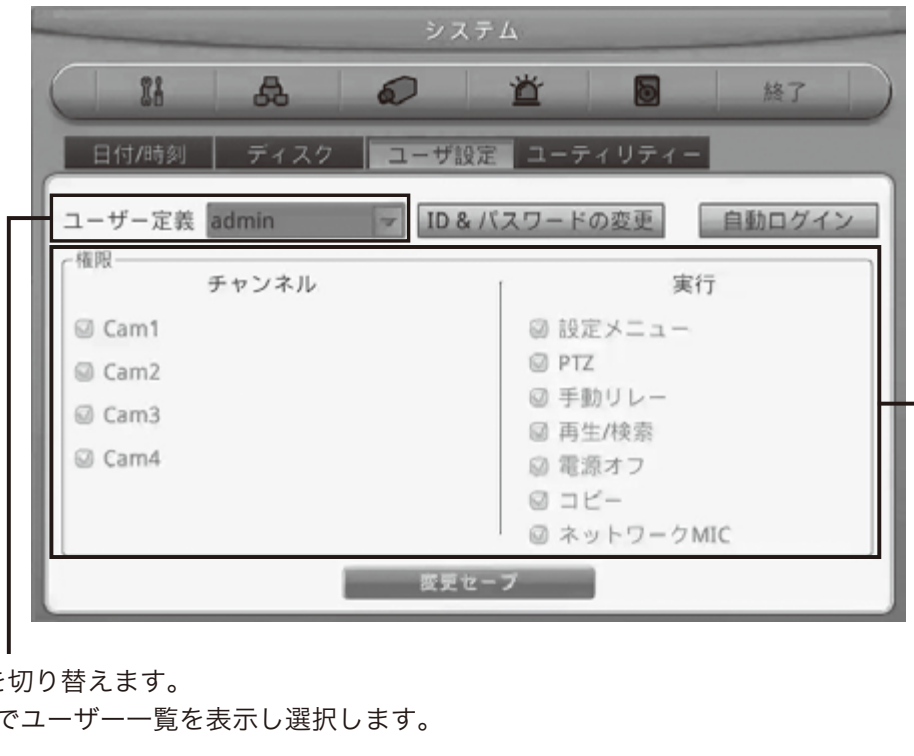 システム
終了
日付/時刻 ディスク ユーザ設定 ユーティリティー
ユーザー定義 admin ID & パスワードの変更 自動ログイン
権限
チャンネル
Cam1
Cam2
Cam3
Cam4
実行
設定メニュー
PTZ
手動リレー
再生/検索
電源オフ
コピー
ネットワークMIC
変更セーブ
を切り替えます。
でユーザー一覧を表示し選択します。